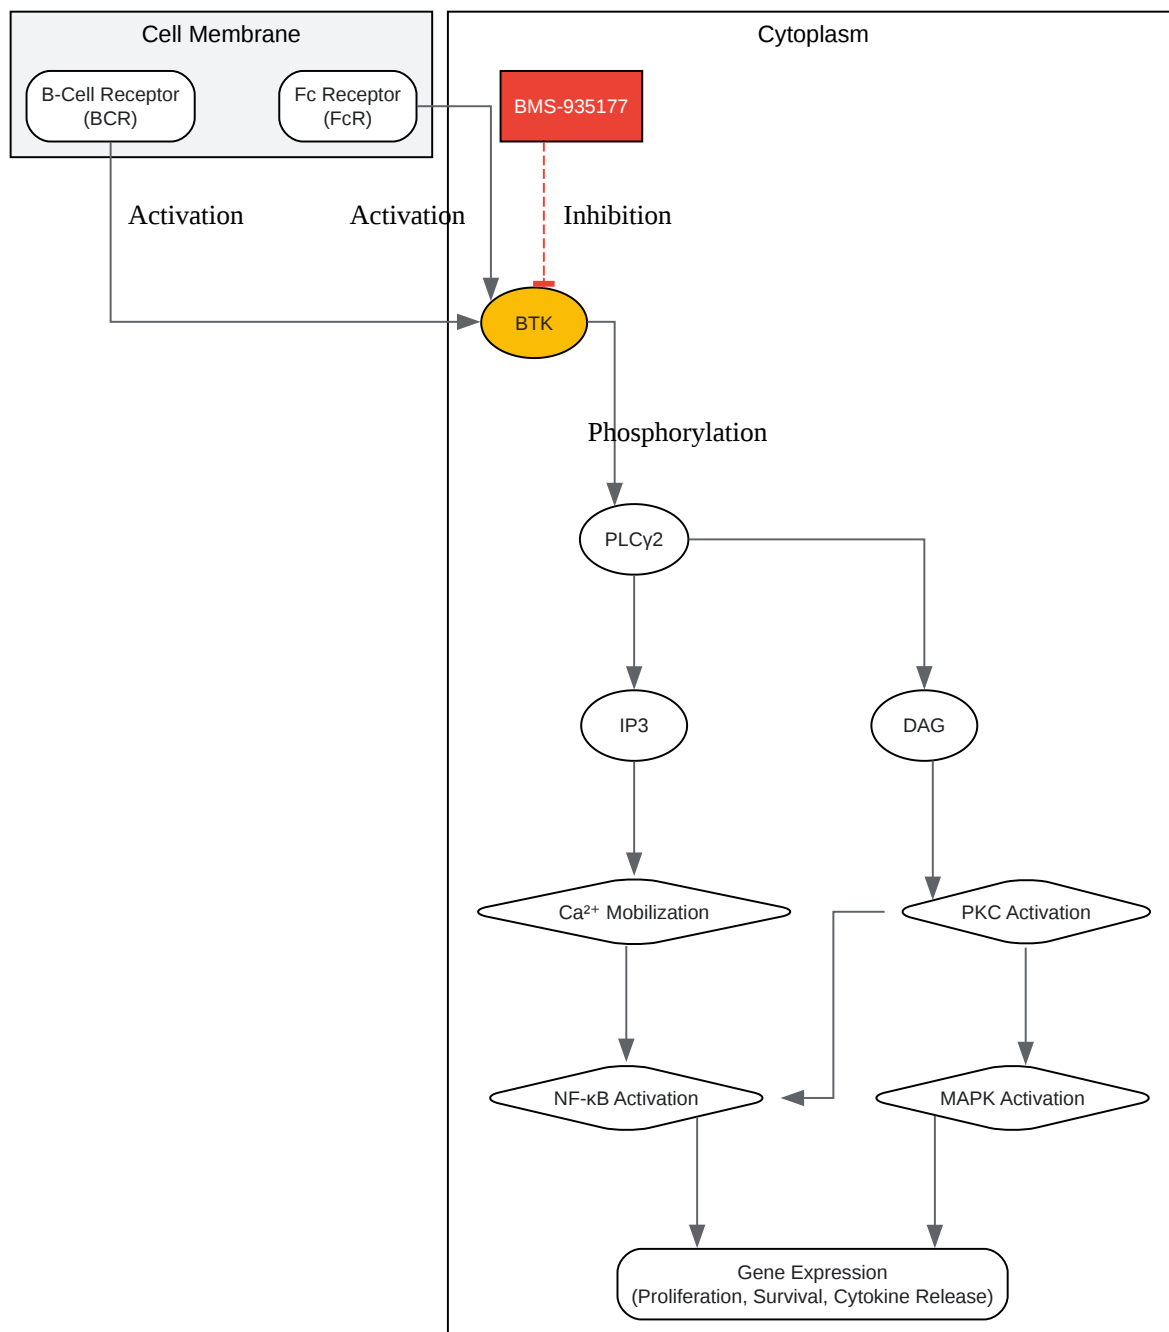 Cell Membrane
Cytoplasm
B-Cell Receptor
(BCR)
Fc Receptor
(FcR)
BMS-935177
Activation
Activation
Inhibition
BTK
Phosphorylation
PLCγ2
IP3
DAG
Ca²⁺ Mobilization
PKC Activation
NF-κB Activation
MAPK Activation
Gene Expression
(Proliferation, Survival, Cytokine Release)